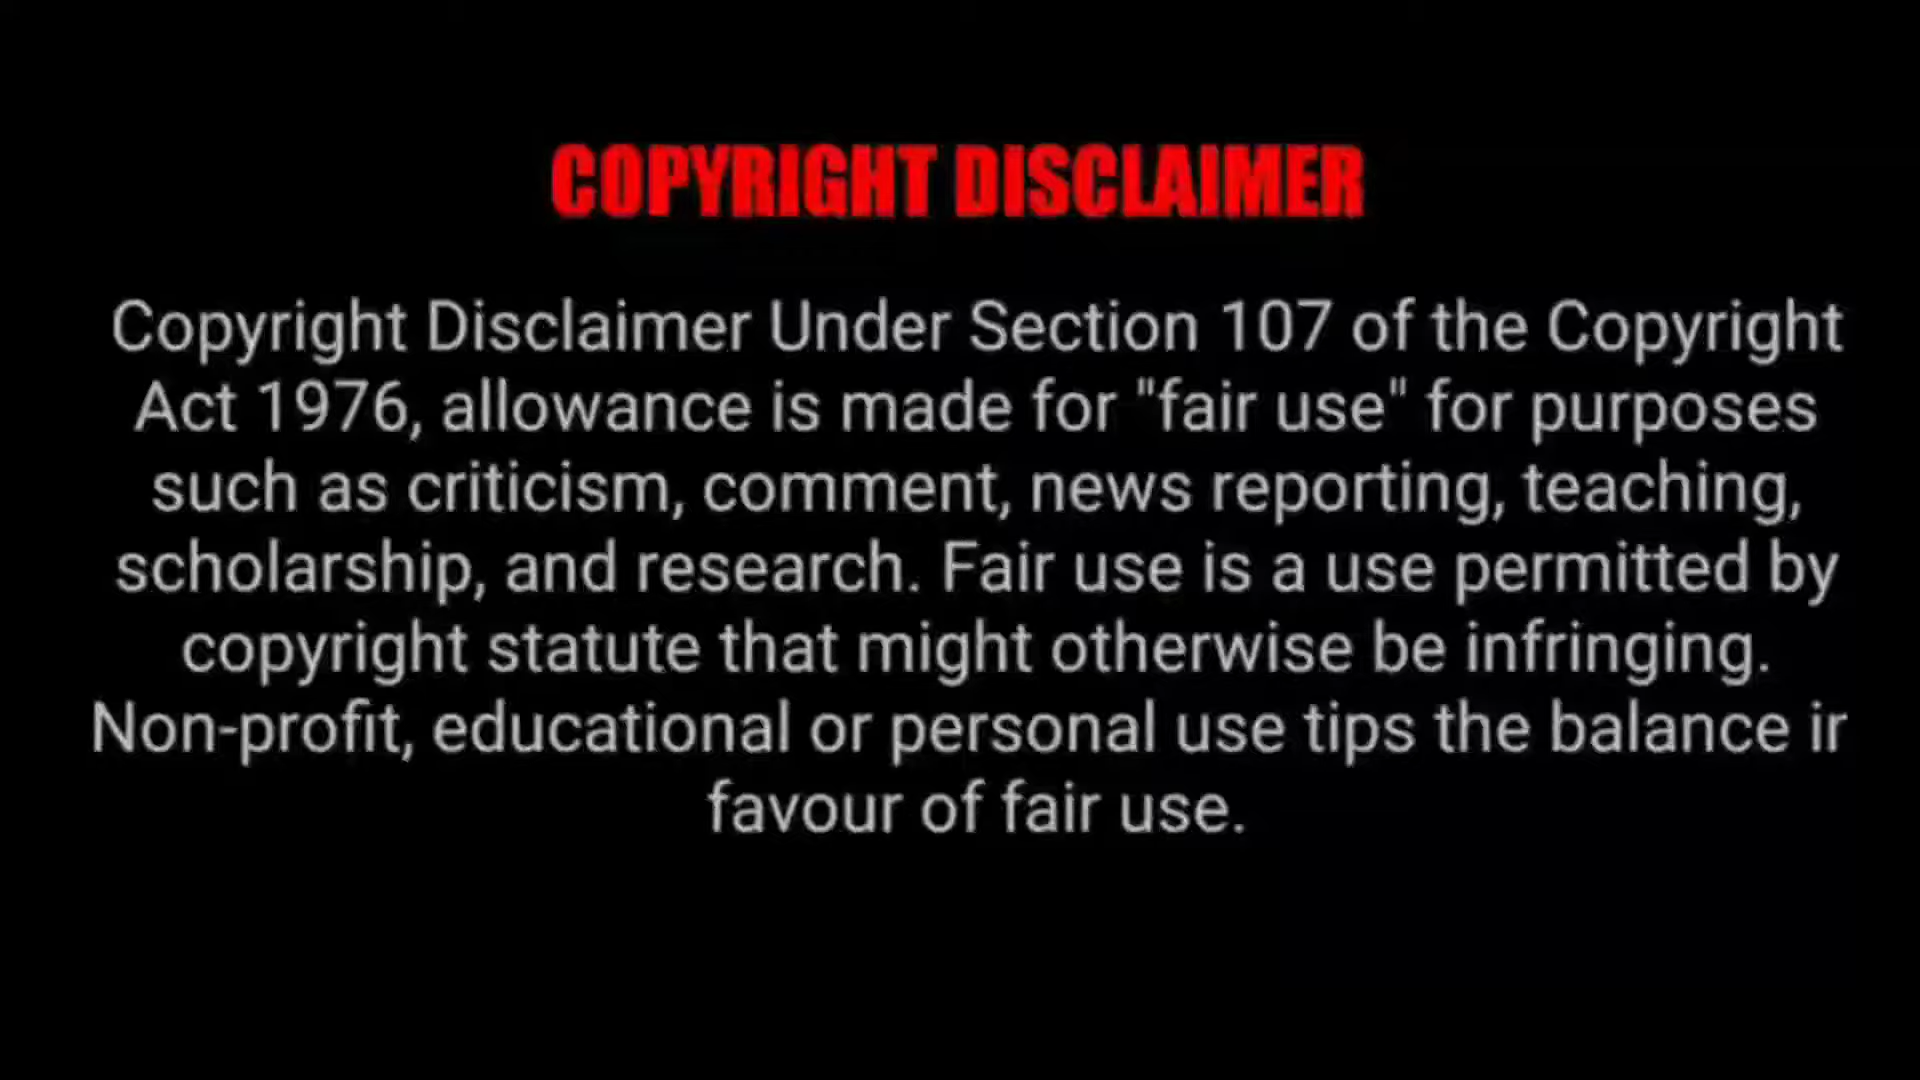 COPYRIGHT DISCLAIMER
Copyright Disclaimer Under Section 107 of the Copyright
Act 1976, allowance is made for "fair use" for purposes
such as criticism, comment, news reporting, teaching,
scholarship, and research. Fair use is a use permitted by
copyright statute that might otherwise be infringing.
Non-profit, educational or personal use tips the balance ir
favour of fair use.